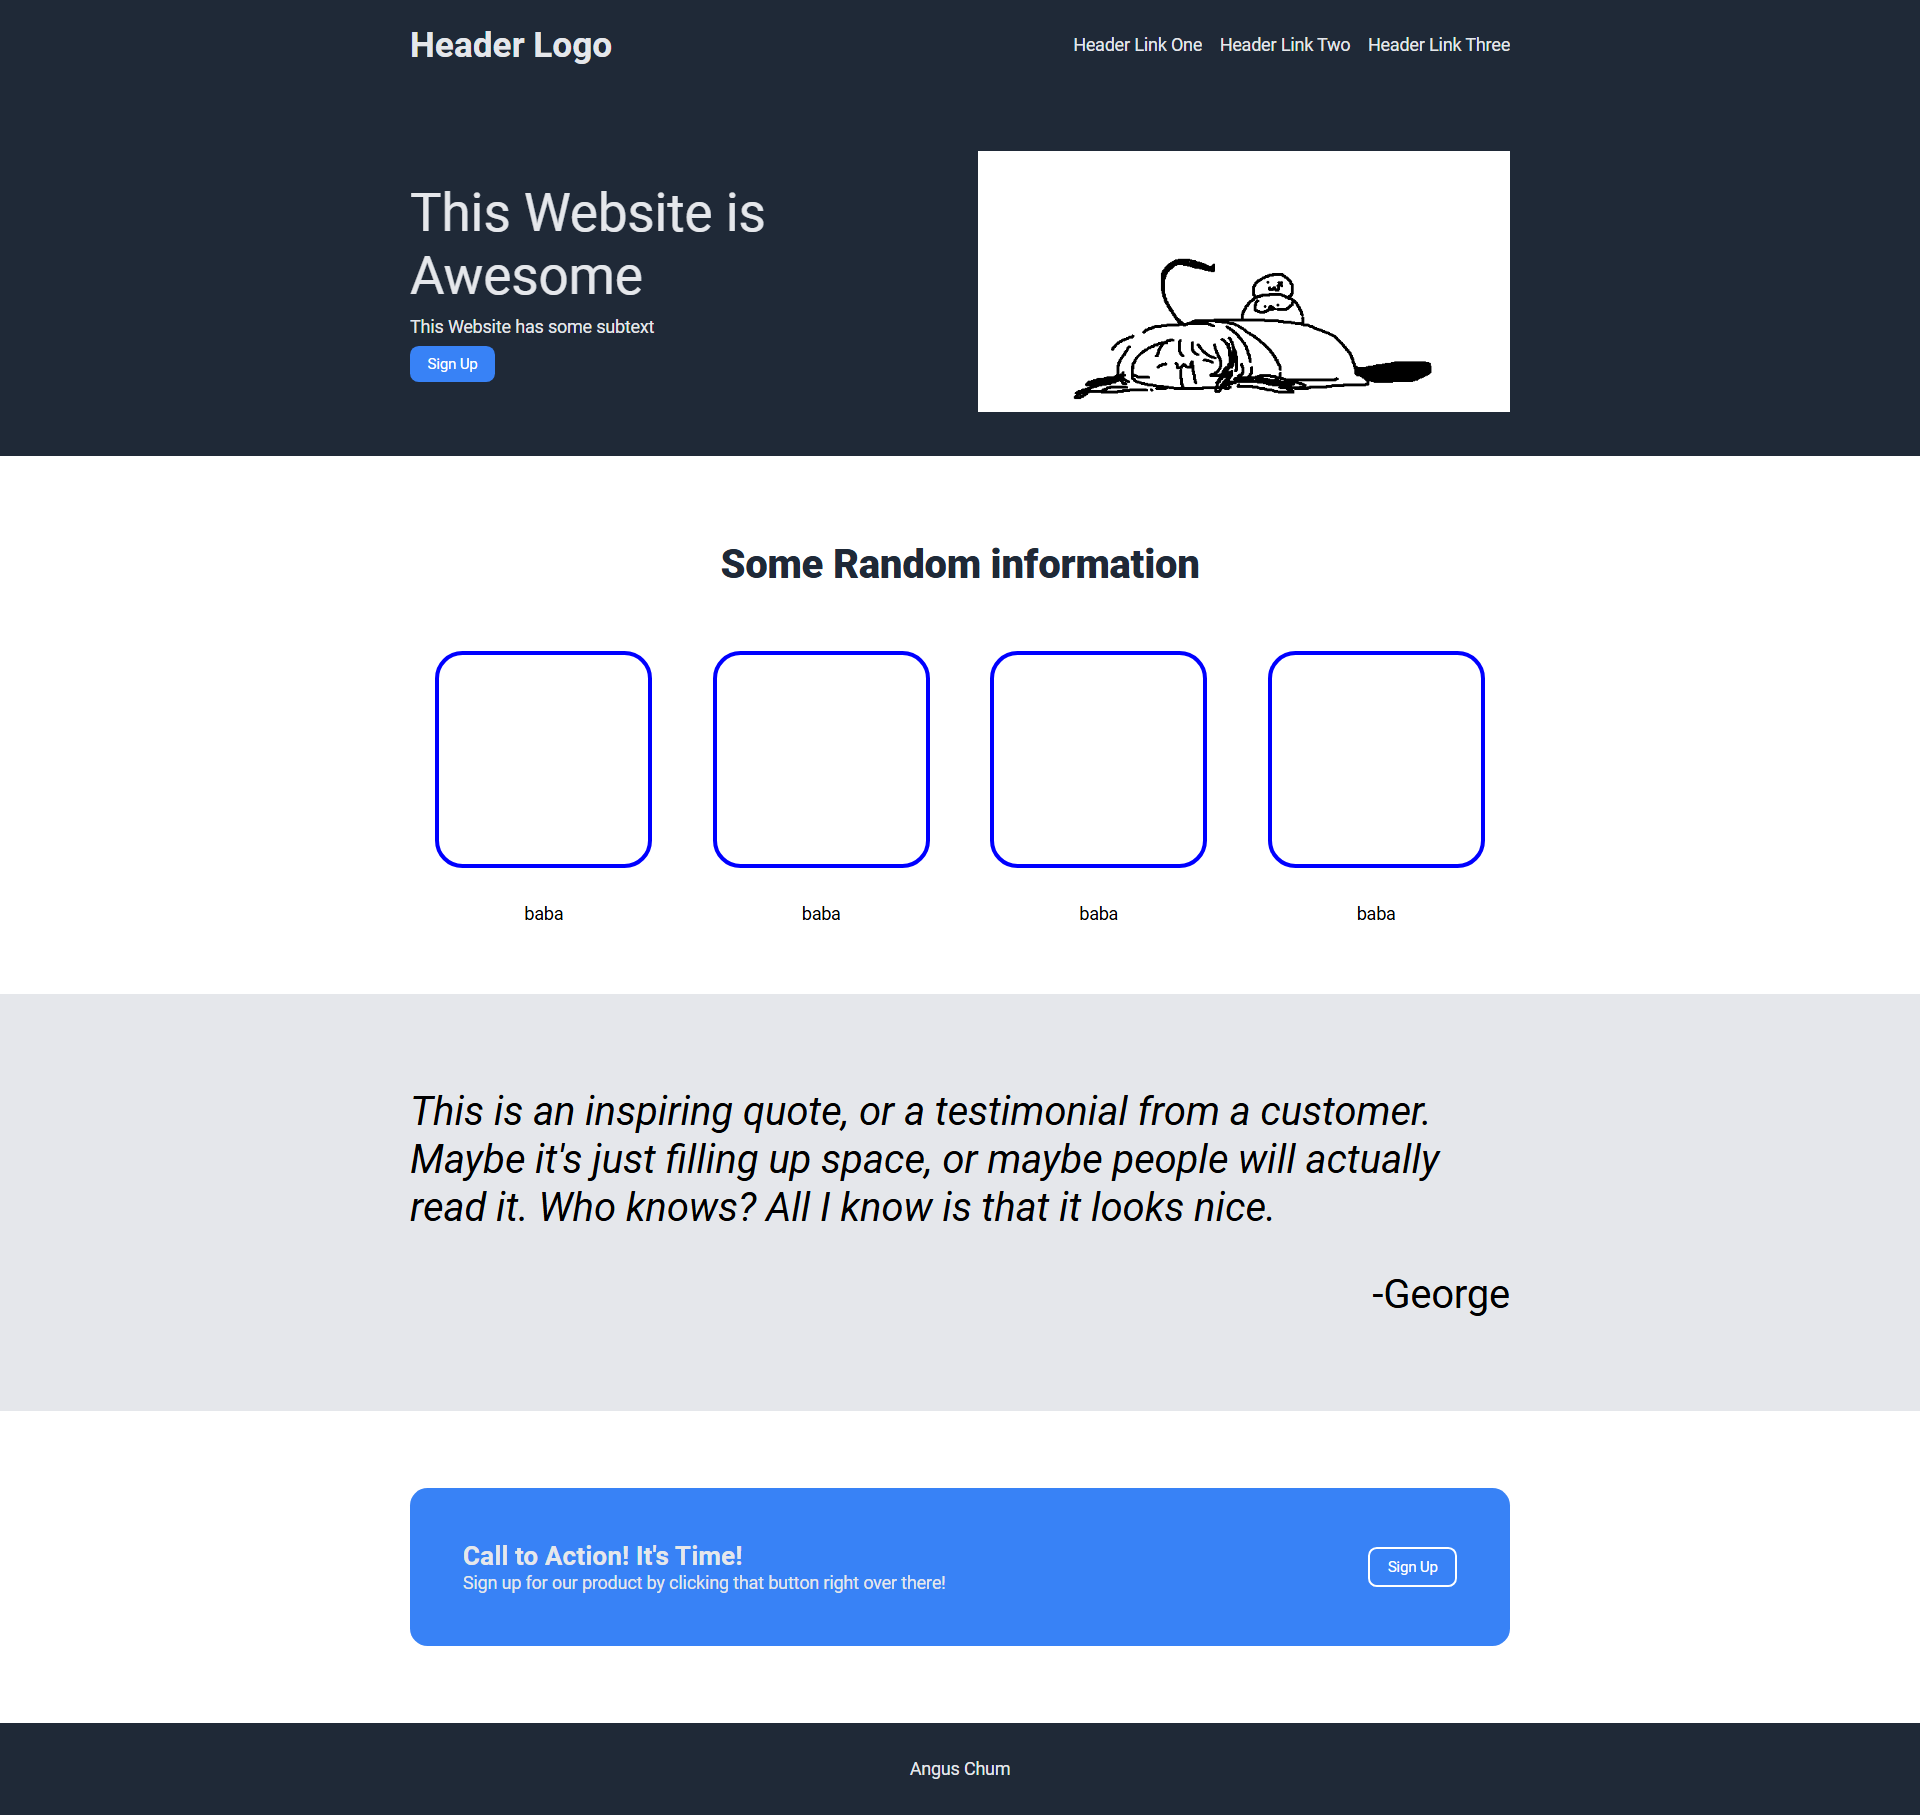 Header Logo
Header Link One Header Link Two Header Link Three
This Website is
Awesome
This Website has some subtext
Sign Up
Some Random information
baba baba baba baba
This is an inspiring quote, or a testimonial from a customer.
Maybe it's just filling up space, or maybe people will actually
read it. Who knows? All I know is that it looks nice.
-George
Call to Action! It's Time!
Sign up for our product by clicking that button right over there!
Sign Up
Angus Chum